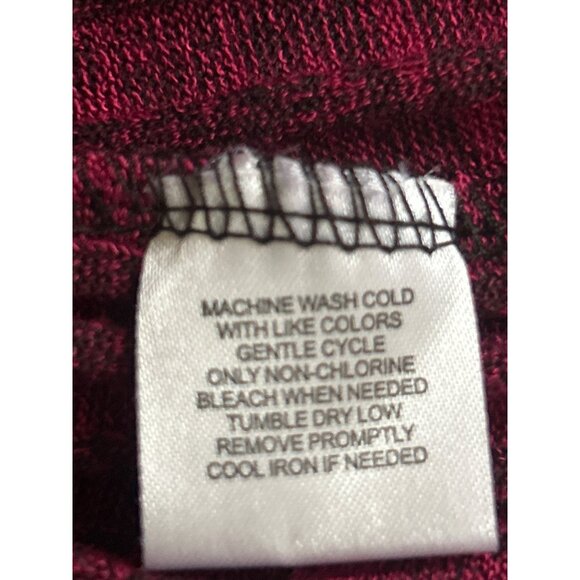 MACHINE WASH COLD
WITH LIKE COLORS
GENTLE CYCLE
ONLY NON-CHLORINE
BLEACH WHEN NEEDED
TUMBLE DRY LOW
REMOVE PROMPTLY
COOL IRON IF NEEDED